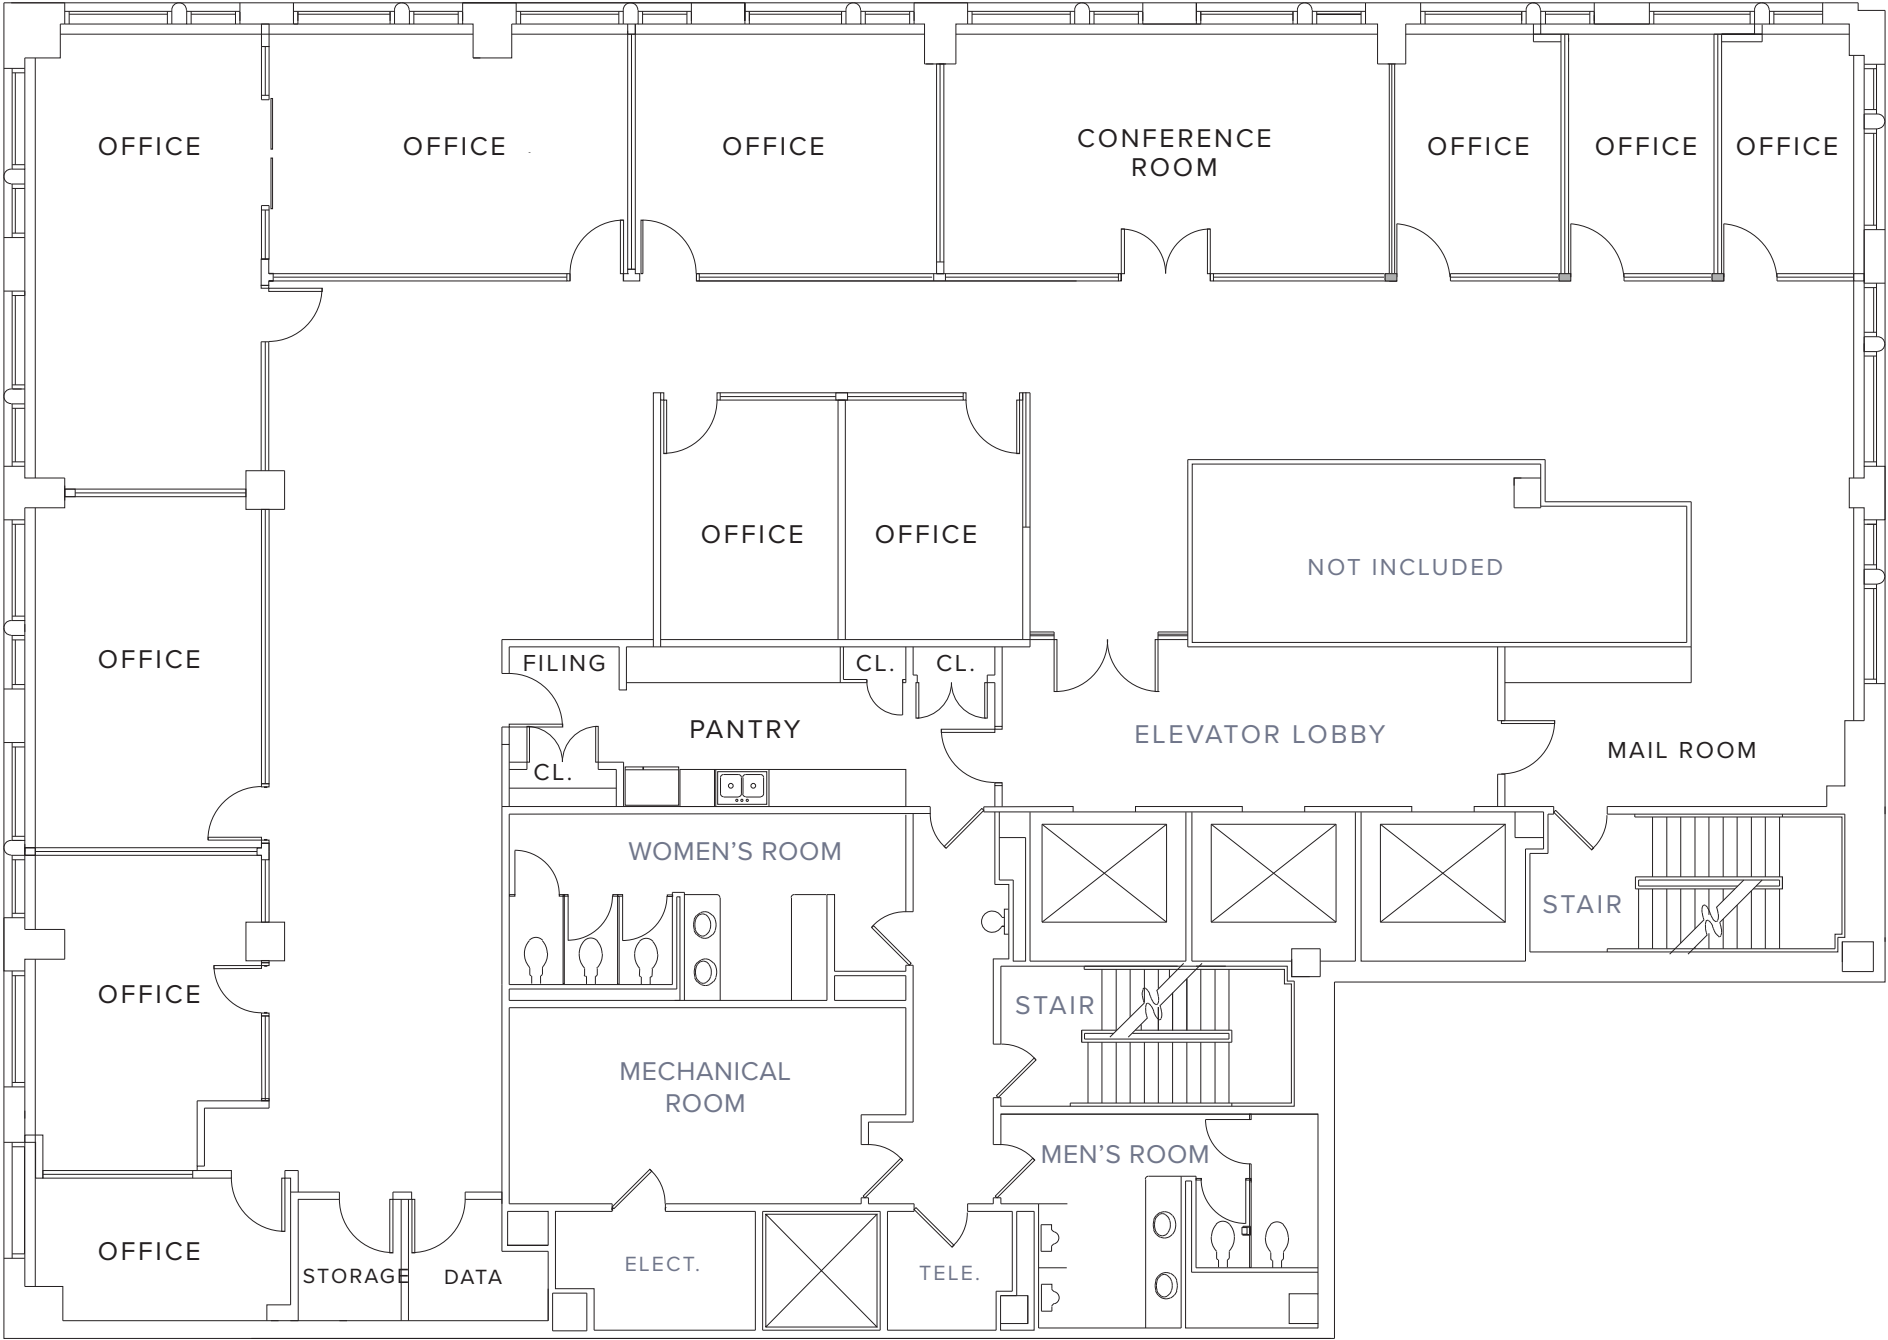 OFFICE
OFFICE
OFFICE
CONFERENCE
ROOM
OFFICE
OFFICE
OFFICE
OFFICE
OFFICE
NOT INCLUDED
OFFICE
FILING
CL.
CL.
PANTRY
ELEVATOR LOBBY
MAIL ROOM
CL.
WOMEN'S ROOM
STAIR
OFFICE
STAIR
MECHANICAL
ROOM
MEN'S ROOM
OFFICE
STORAGE
DATA
ELECT.
TELE.